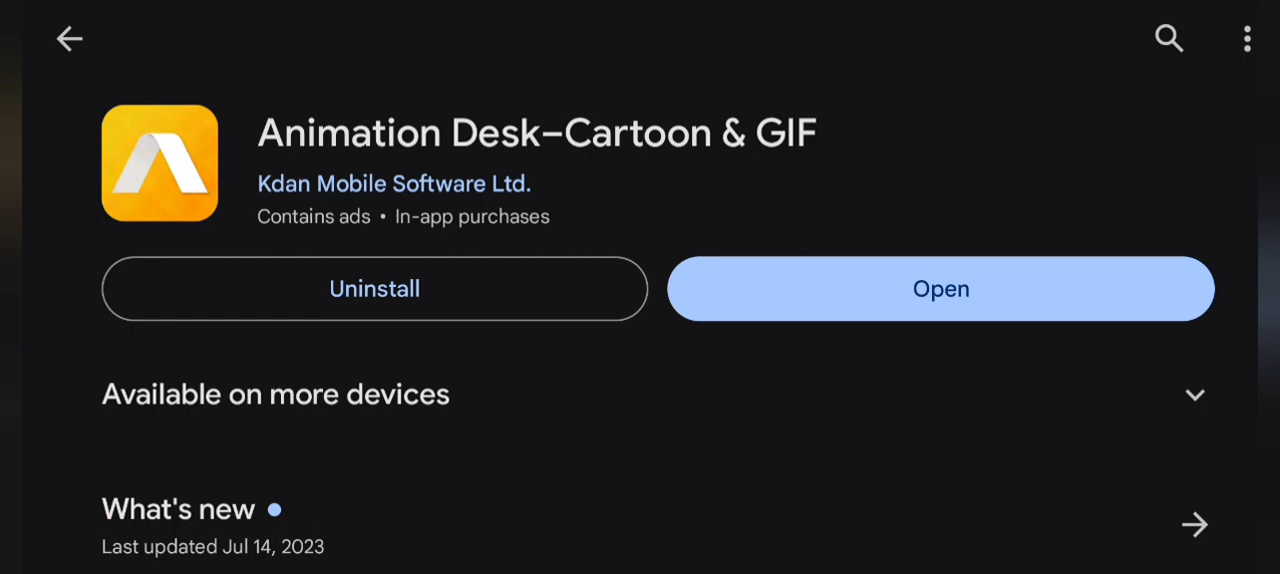 Animation Desk–Cartoon & GIF
Kdan Mobile Software Ltd.
Contains ads • In-app purchases
Uninstall
Open
Available on more devices
What's new
Last updated Jul 14, 2023